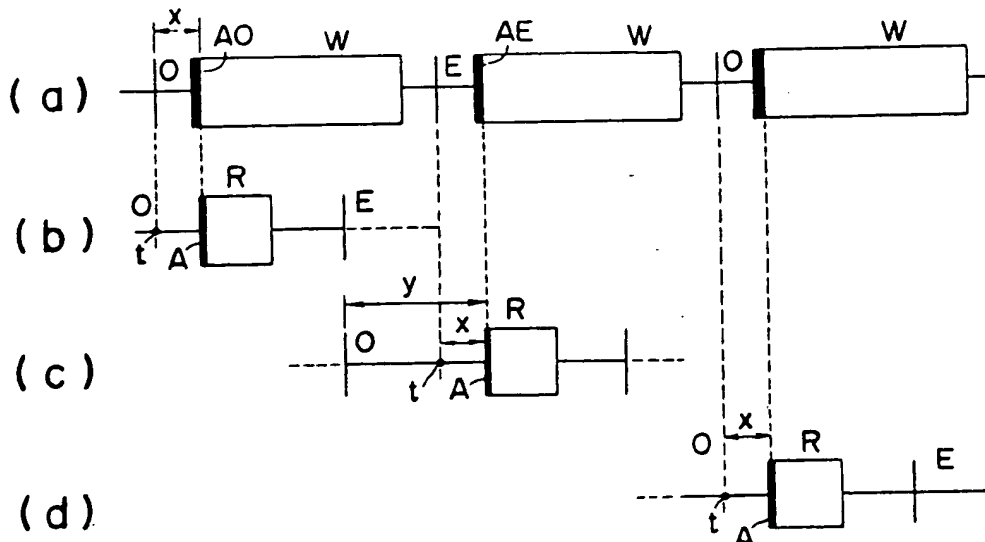 x
AO W AE W W
(a) O E O
R
(b) O E
t A
y
R
x
(c) O
t A
x
O R E
(d)
t A